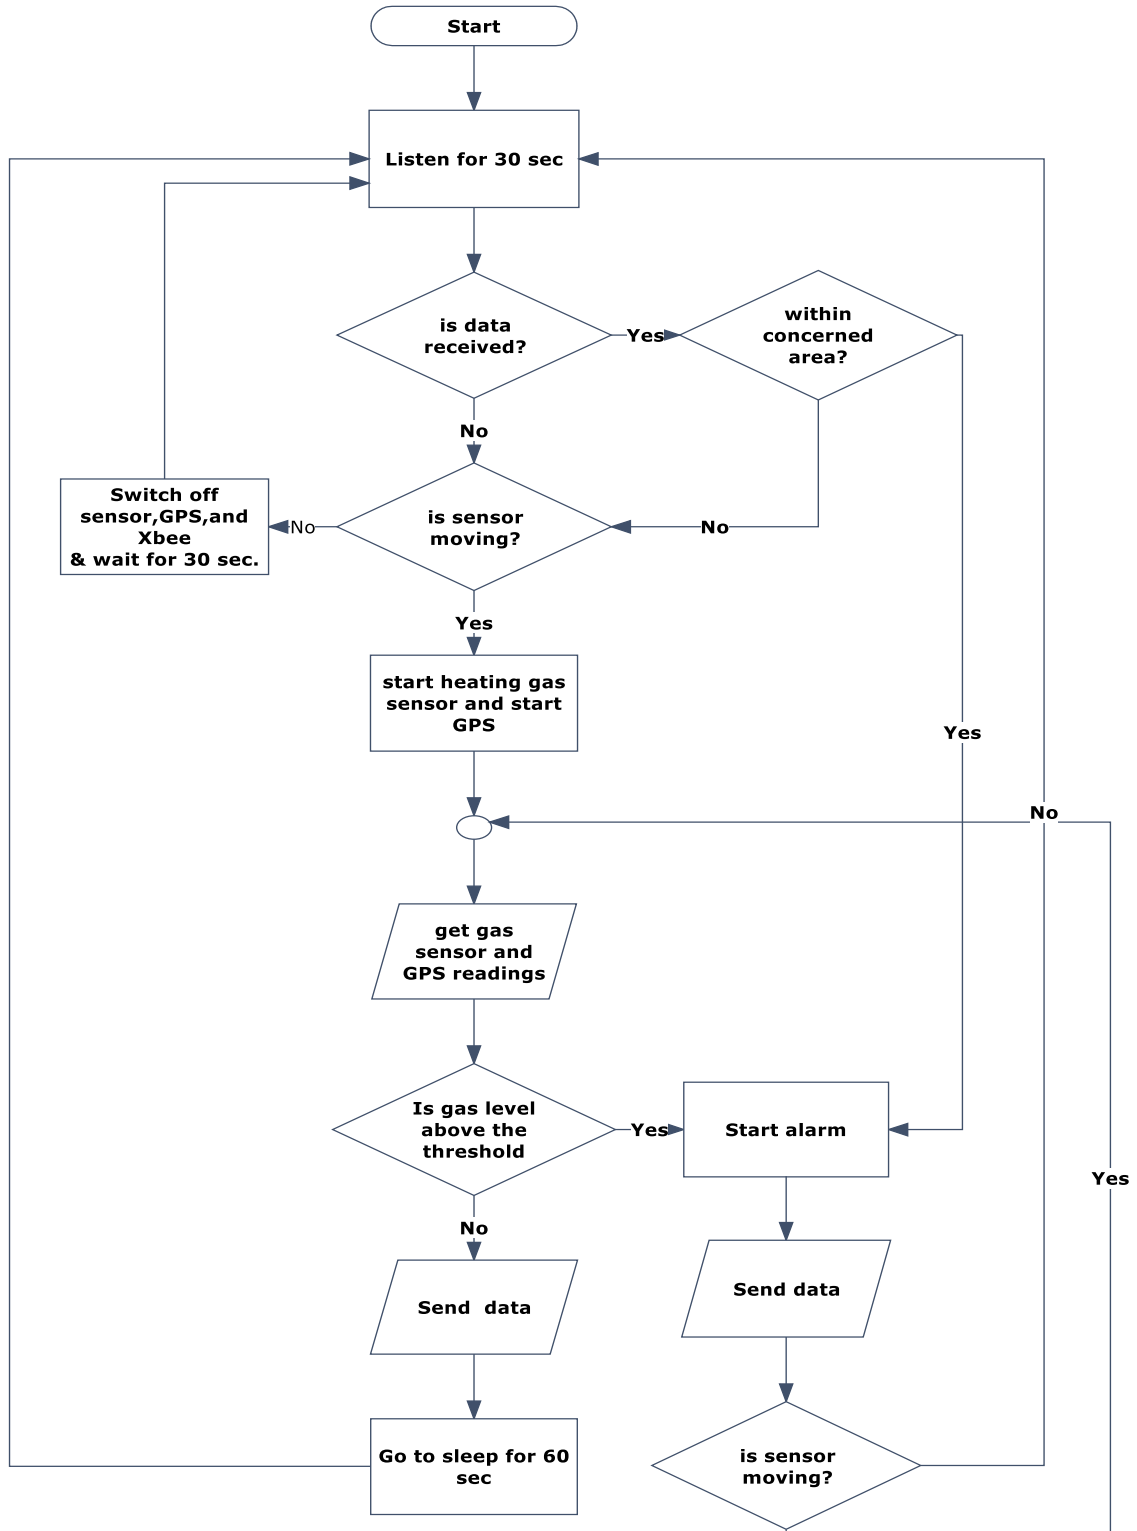 Start
Listen for 30 sec
is data
received?
Yes
within
concerned
area?
No
Switch off
sensor,GPS,and
Xbee
& wait for 30 sec.
No
is sensor
moving?
No
Yes
start heating gas
sensor and start
GPS
Yes
No
get gas
sensor and
GPS readings
Is gas level
above the
threshold
Yes
Start alarm
Yes
No
Send data
Send data
Go to sleep for 60
sec
is sensor
moving?